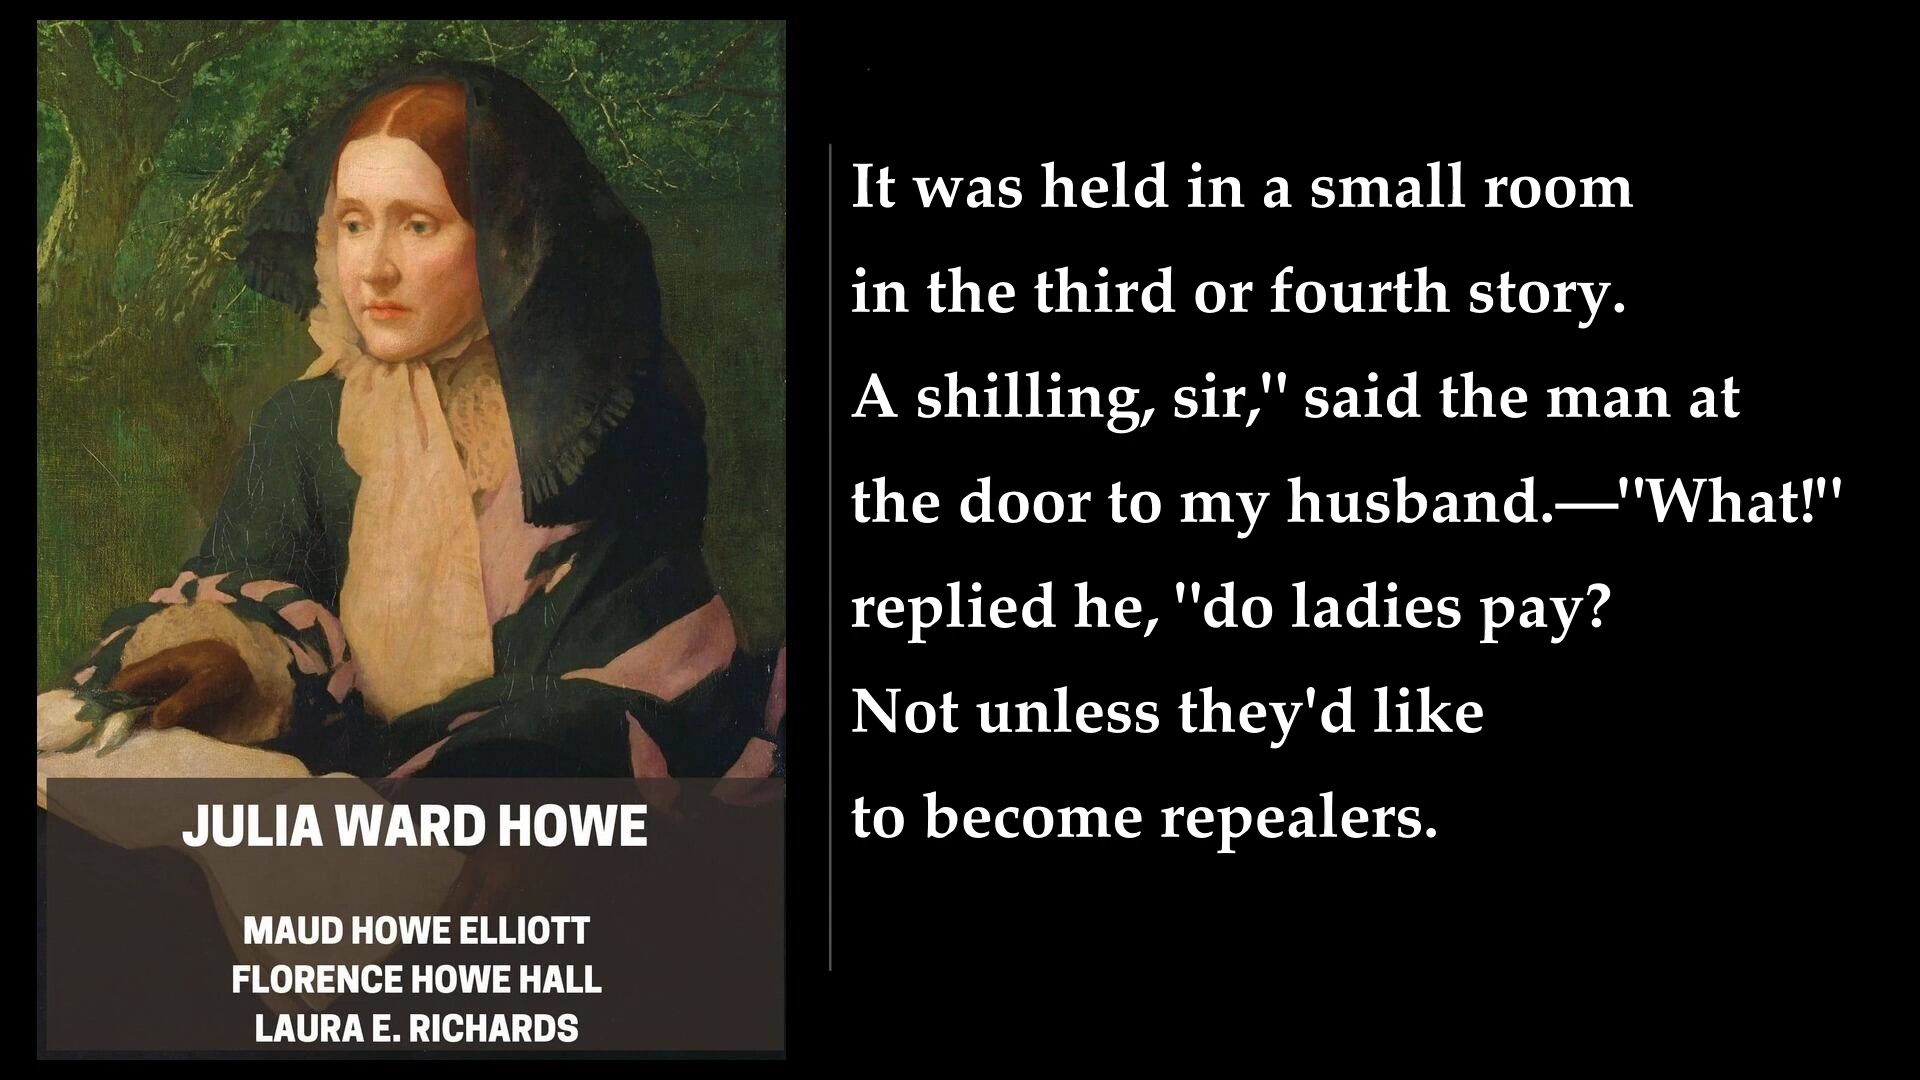 JULIA WARD HOWE
MAUD HOWE ELLIOTT
FLORENCE HOWE HALL
LAURA E. RICHARDS
It was held in a small room
in the third or fourth story.
A shilling, sir," said the man at
the door to my husband.—"What!"
replied he, "do ladies pay?
Not unless they'd like
to become repealers.